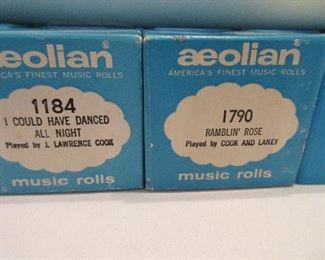 aeolian®
CA'S FINEST MUSIC ROLLS
1184
I COULD HAVE DANCED
ALL NIGHT
Played by J. LAWRENCE COOK
music rolls
aeolian®
AMERICA'S FINEST MUSIC ROLLS
1790
RAMBLIN' ROSE
Played by COOK AND LANEY
music rolls